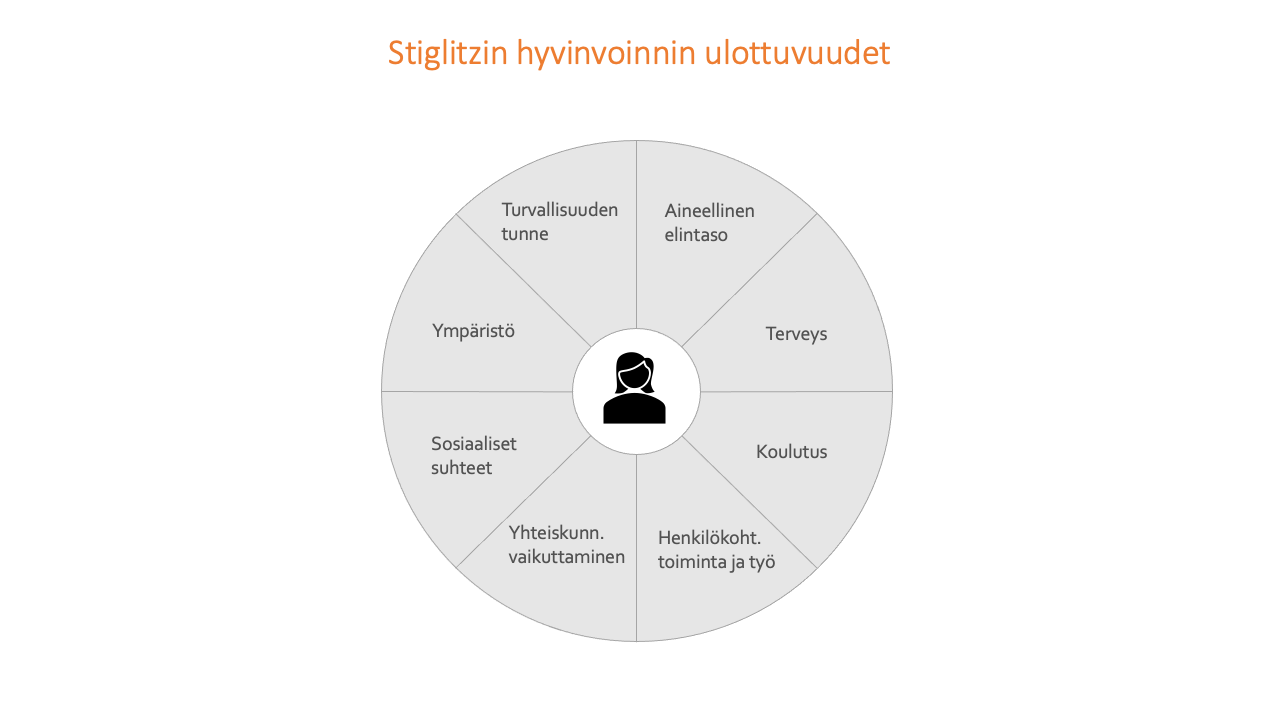 Stiglitzin hyvinvoinnin ulottuvuudet
Turvallisuuden
tunne
Aineellinen
elintaso
Ympäristö
Terveys
Sosiaaliset
suhteet
Koulutus
Yhteiskunn.
vaikuttaminen
Henkilökoht.
toiminta ja työ